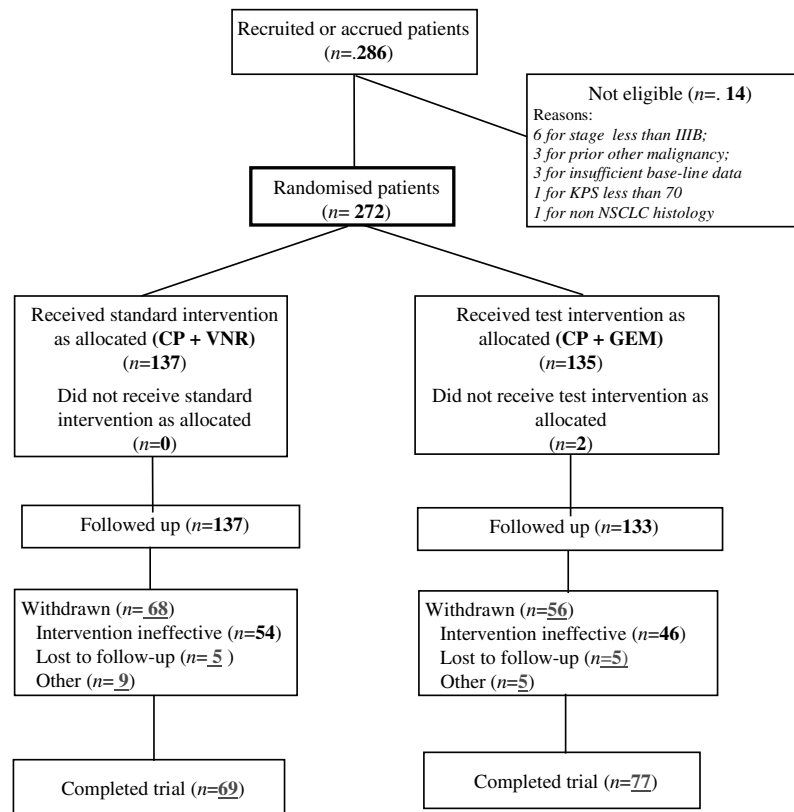 Recruited or accrued patients
(n=.286)
Not eligible (n=. 14)
Reasons:
6 for stage less than IIIB;
3 for prior other malignancy;
3 for insufficient base-line data
1 for KPS less than 70
1 for non NSCLC histology
Randomised patients
(n= 272)
Received standard intervention
as allocated (CP + VNR)
(n=137)
Did not receive standard
intervention as allocated
(n=0)
Received test intervention as
allocated (CP + GEM)
(n=135)
Did not receive test intervention as
allocated
(n=2)
Followed up (n=137)
Followed up (n=133)
Withdrawn (n= 68)
Intervention ineffective (n=54)
Lost to follow-up (n= 5 )
Other (n= 9)
Withdrawn (n=56)
Intervention ineffective (n=46)
Lost to follow-up (n=5)
Other (n=5)
Completed trial (n=69)
Completed trial (n=77)